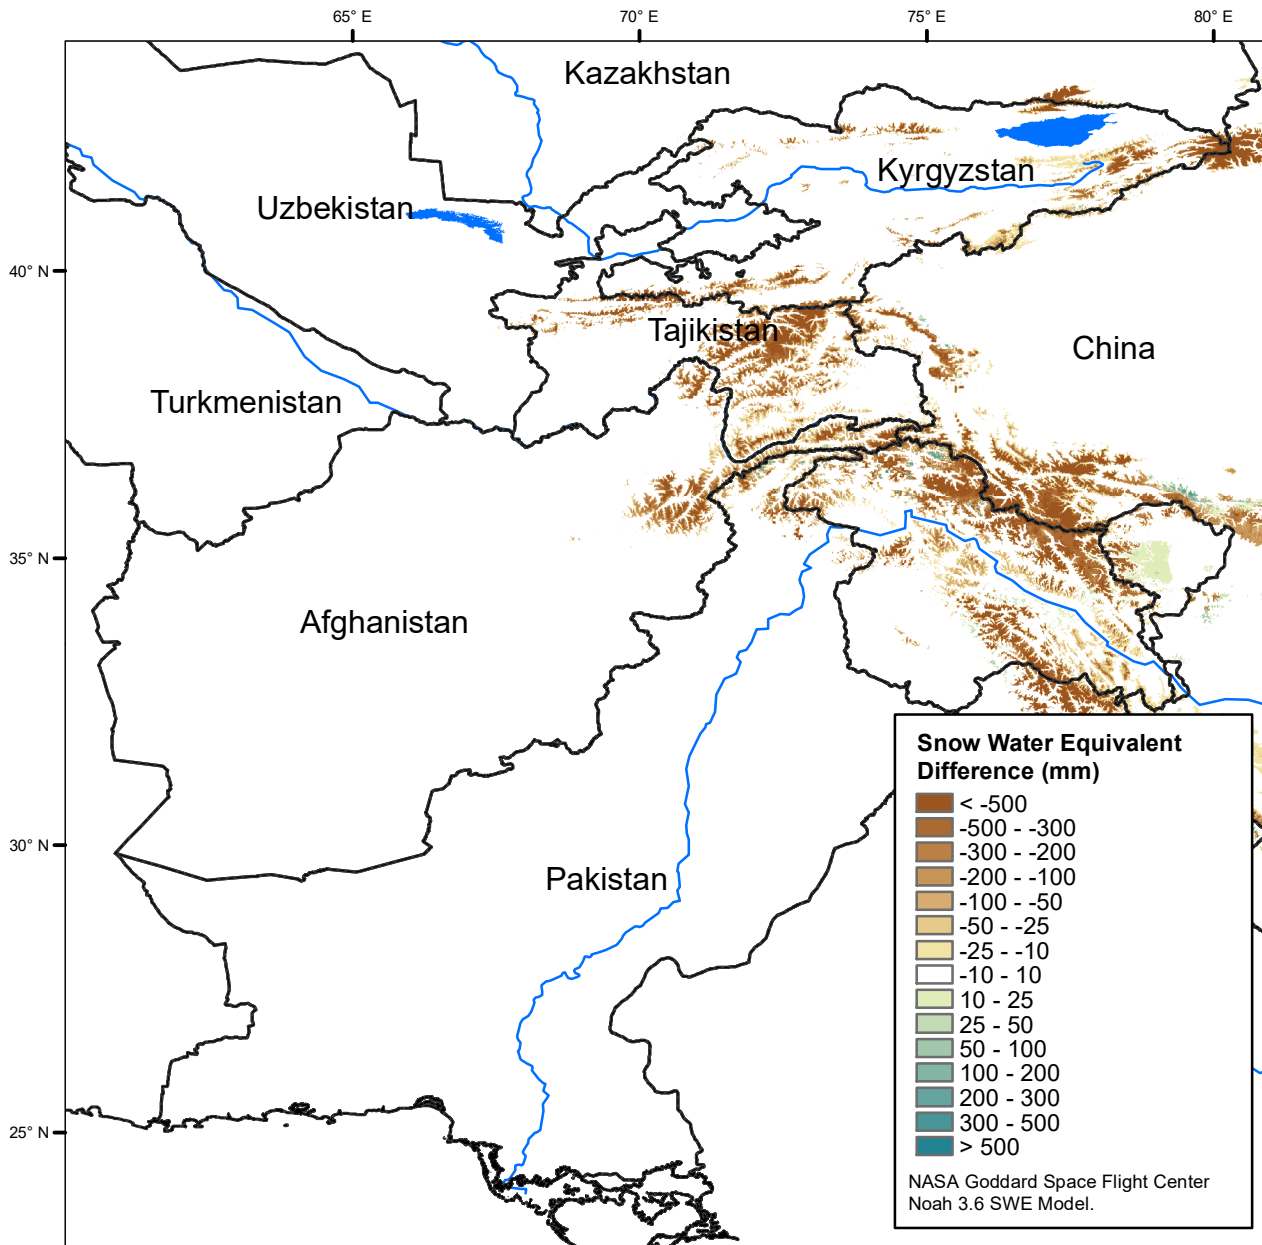 65° E
70° E
75° E
80° E
Kazakhstan
Kyrgyzstan
Uzbekistan
40° N
Tajikistan
China
Turkmenistan
35° N
Afghanistan
30° N
Pakistan
25° N
Snow Water Equivalent
Difference (mm)
< -500
-500 - -300
-300 - -200
-200 - -100
-100 - -50
-50 - -25
-25 - -10
-10 - 10
10 - 25
25 - 50
50 - 100
100 - 200
200 - 300
300 - 500
> 500
NASA Goddard Space Flight Center
Noah 3.6 SWE Model.